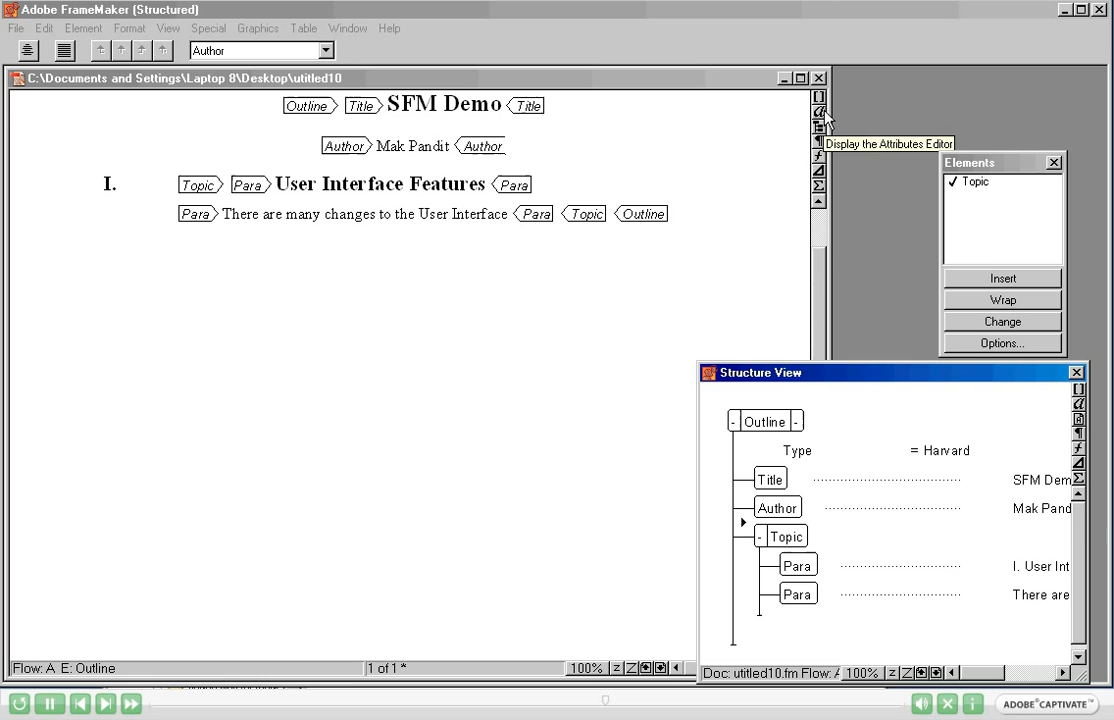 Adobe FrameMaker (Structured)
File Edit Element Format View Special Graphics Table Window Help
Author
C:\Documents and Settings\Laptop 8\Desktop\utitled10
Outline Title SFM Demo Title
Author Mak Pandit Author
I. Topic Para User Interface Features Para
Para There are many changes to the User Interface Para Topic Outline
Display the Attributes Editor
Elements
✓ Topic
Insert
Wrap
Change
Options...
Structure View
- Outline -
Type = Harvard
Title SFM Dem
Author Mak Pand
- Topic
Para I. User Int
Para There are
Flow: A E: Outline 1 of 1 * 100%
Doc: utitled10.fm Flow: A 100%
ADOBE® CAPTIVATE™